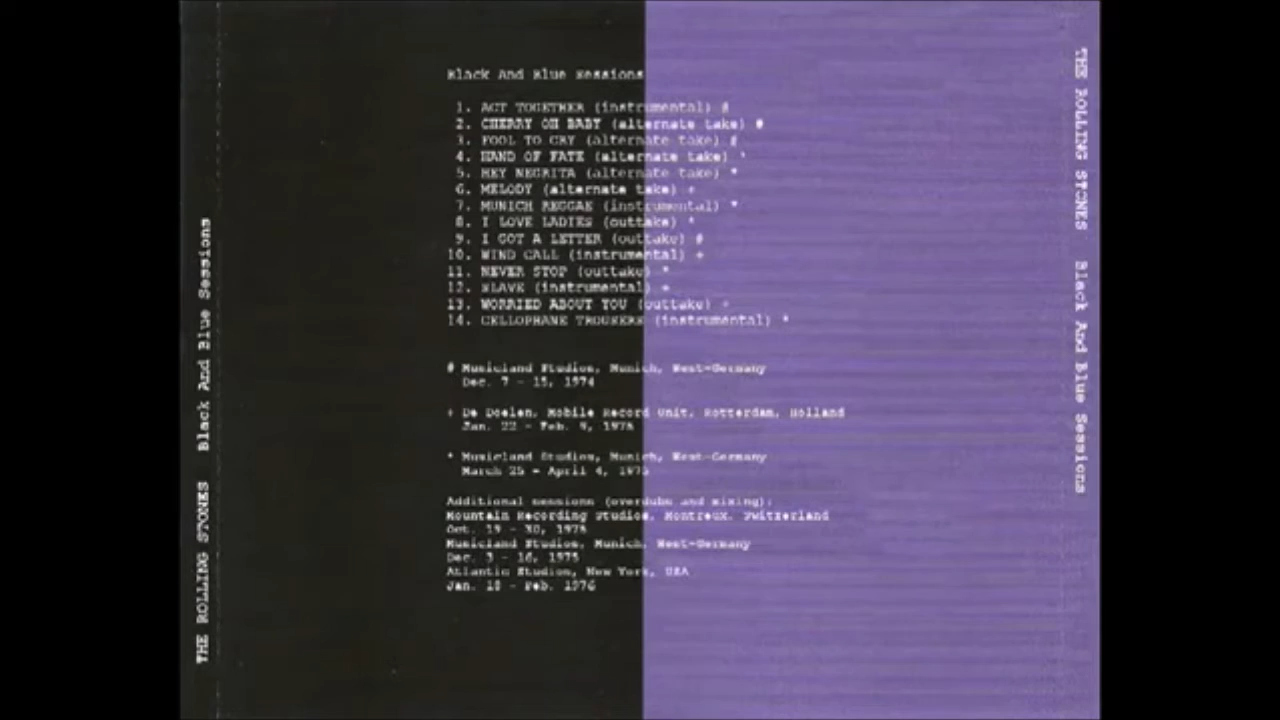 THE ROLLING STONES Black And Blue Sessions
Black And Blue Sessions
1. ACT TOGETHER (instrumental) #
2. CHERRY OH BABY (alternate take) #
3. FOOL TO CRY (alternate take) #
4. HAND OF FATE (alternate take) *
5. HEY NEGRITA (alternate take) *
6. MELODY (alternate take) +
7. MUNICH REGGAE (instrumental) *
8. I LOVE LADIES (outtake) *
9. I GOT A LETTER (outtake) #
10. WIND CALL (instrumental) +
11. NEVER STOP (outtake) *
12. SLAVE (instrumental) +
13. WORRIED ABOUT YOU (outtake) +
14. CELLOPHANE TROUSERS (instrumental) *
# Musicland Studios, Munich, West-Germany
Dec. 7 - 15, 1974
+ De Doelen, Mobile Record Unit, Rotterdam, Holland
Jan. 22 - Feb. 9, 1975
* Musicland Studios, Munich, West-Germany
March 25 - April 4, 1975
Additional sessions (overdubs and mixing):
Mountain Recording Studios, Montreux, Switzerland
Oct. 19 - 30, 1975
Musicland Studios, Munich, West-Germany
Dec. 3 - 16, 1975
Atlantic Studios, New York, USA
Jan. 18 - Feb. 1976
THE ROLLING STONES Black And Blue Sessions